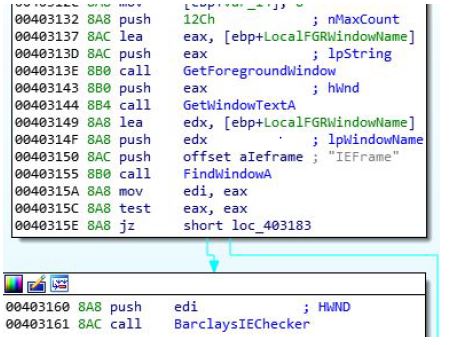 00403132 8A8 push 12Ch ; nMaxCount
00403137 8AC lea eax, [ebp+LocalFGRWindowName]
0040313D 8AC push eax ; lpString
0040313E 8B0 call GetForegroundWindow
00403143 8B0 push eax ; hWnd
00403144 8B4 call GetWindowTextA
00403149 8A8 lea edx, [ebp+LocalFGRWindowName]
0040314F 8A8 push edx ; lpWindowName
00403150 8AC push offset aIeframe ; "IEFrame"
00403155 8B0 call FindWindowA
0040315A 8A8 mov edi, eax
0040315C 8A8 test eax, eax
0040315E 8A8 jz short loc_403183
00403160 8A8 push edi ; HWND
00403161 8AC call BarclaysIEChecker